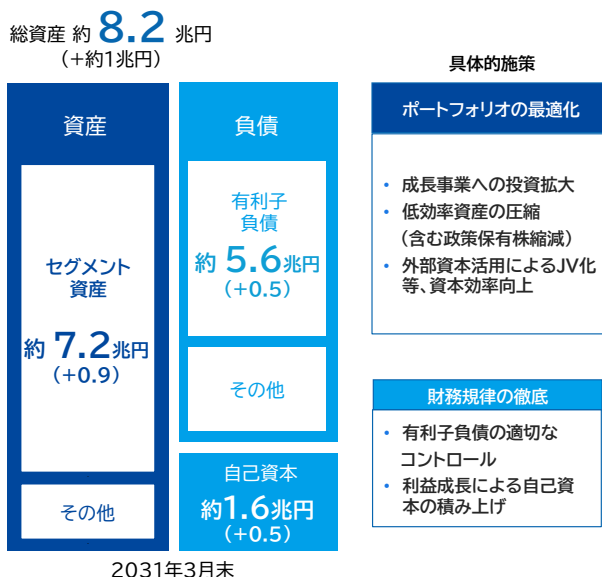 総資産 約 8.2 兆円
(+約1兆円)
資産
セグメント
資産
約 7.2兆円
(+0.9)
その他
負債
有利子
負債
約 5.6兆円
(+0.5)
その他
自己資本
約1.6兆円
(+0.5)
2031年3月末
具体的施策
ポートフォリオの最適化
• 成長事業への投資拡大
• 低効率資産の圧縮
(含む政策保有株縮減)
• 外部資本活用によるJV化
等、資本効率向上
財務規律の徹底
• 有利子負債の適切な
コントロール
• 利益成長による自己資
本の積み上げ